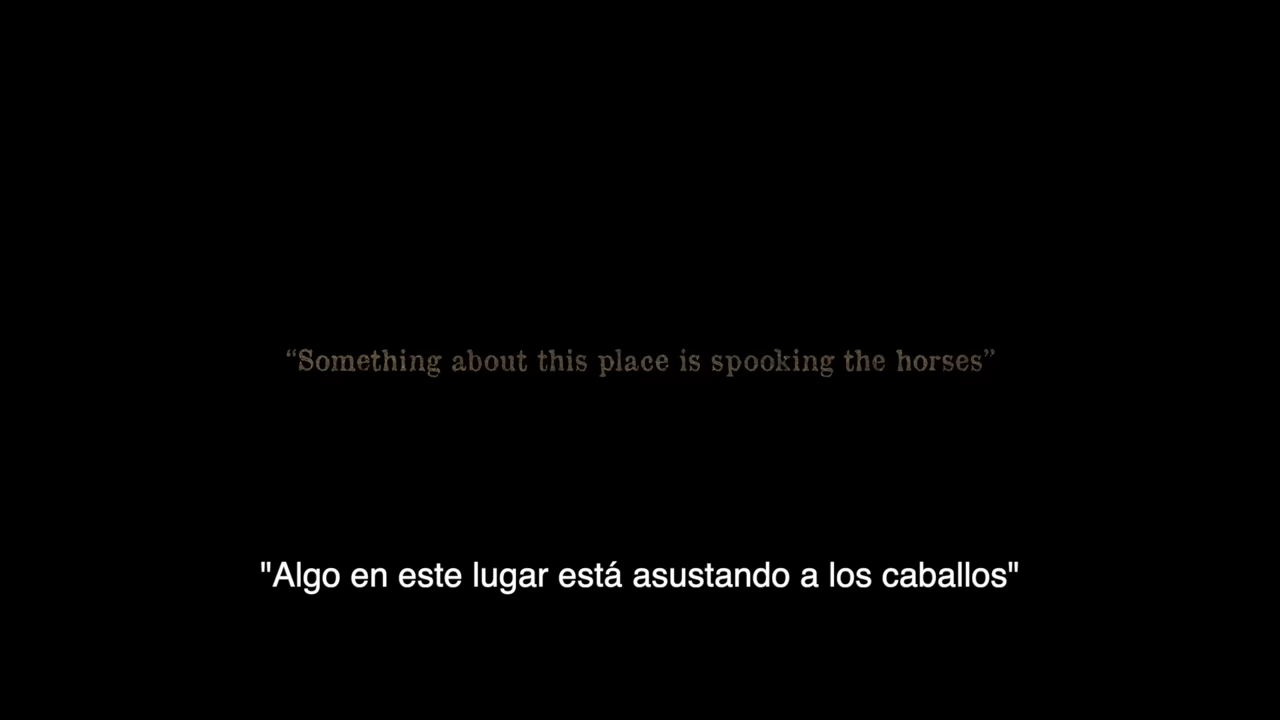 “Something about this place is spooking the horses”
"Algo en este lugar está asustando a los caballos"